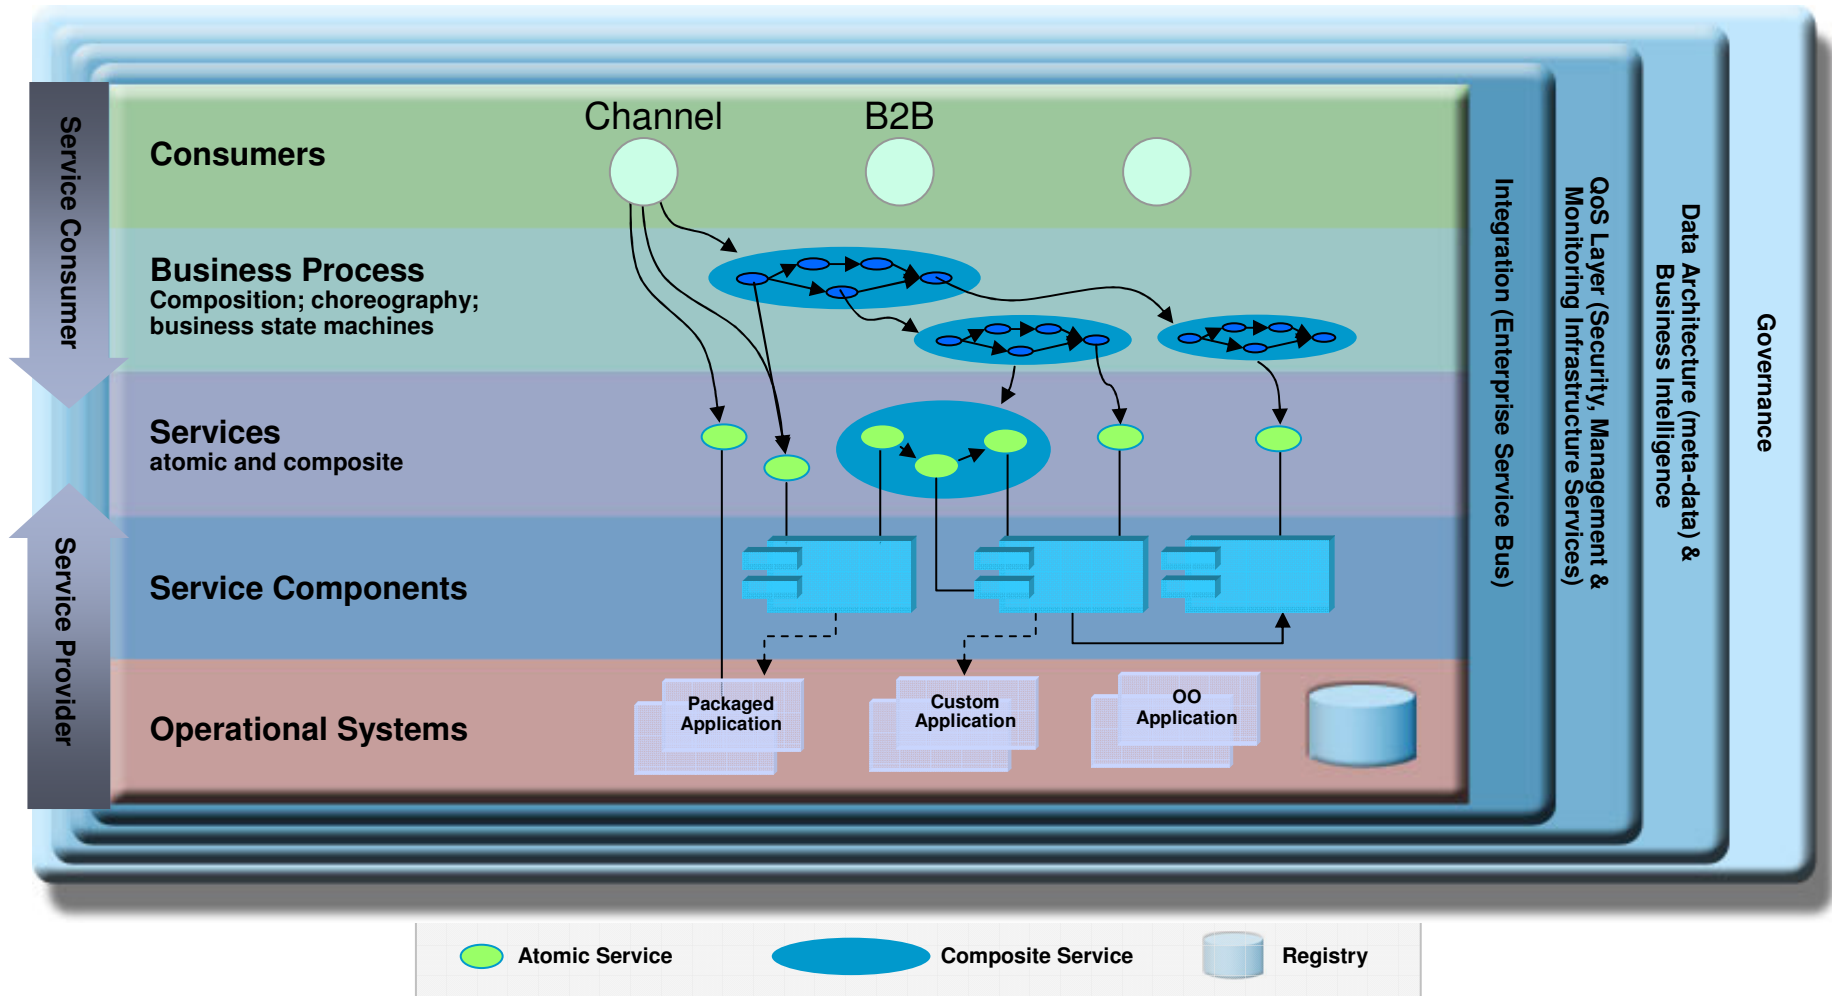 Channel
B2B
Consumers
Business Process
Composition; choreography;
business state machines
Services
atomic and composite
Service Components
Operational Systems
Packaged
Application
Custom
Application
OO
Application
Service Consumer
Service Provider
Integration (Enterprise Service Bus)
QoS Layer (Security, Management &
Monitoring Infrastructure Services)
Data Architecture (meta-data) &
Business Intelligence
Governance
Atomic Service
Composite Service
Registry